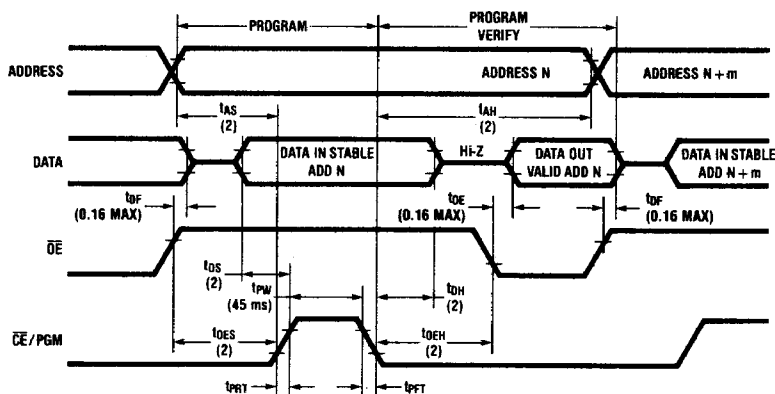 PROGRAM
PROGRAM
VERIFY
ADDRESS
ADDRESS N
ADDRESS N + m
tAS
(2)
tAH
(2)
DATA
DATA IN STABLE
ADD N
Hi-Z
DATA OUT
VALID ADD N
DATA IN STABLE
ADD N + m
tDF
(0.16 MAX)
tOE
(0.16 MAX)
tDF
(0.16 MAX)
OE
tDS
(2)
tPW
(45 ms)
tDH
(2)
CE/PGM
tOES
(2)
tOEH
(2)
tPRT
tPFT